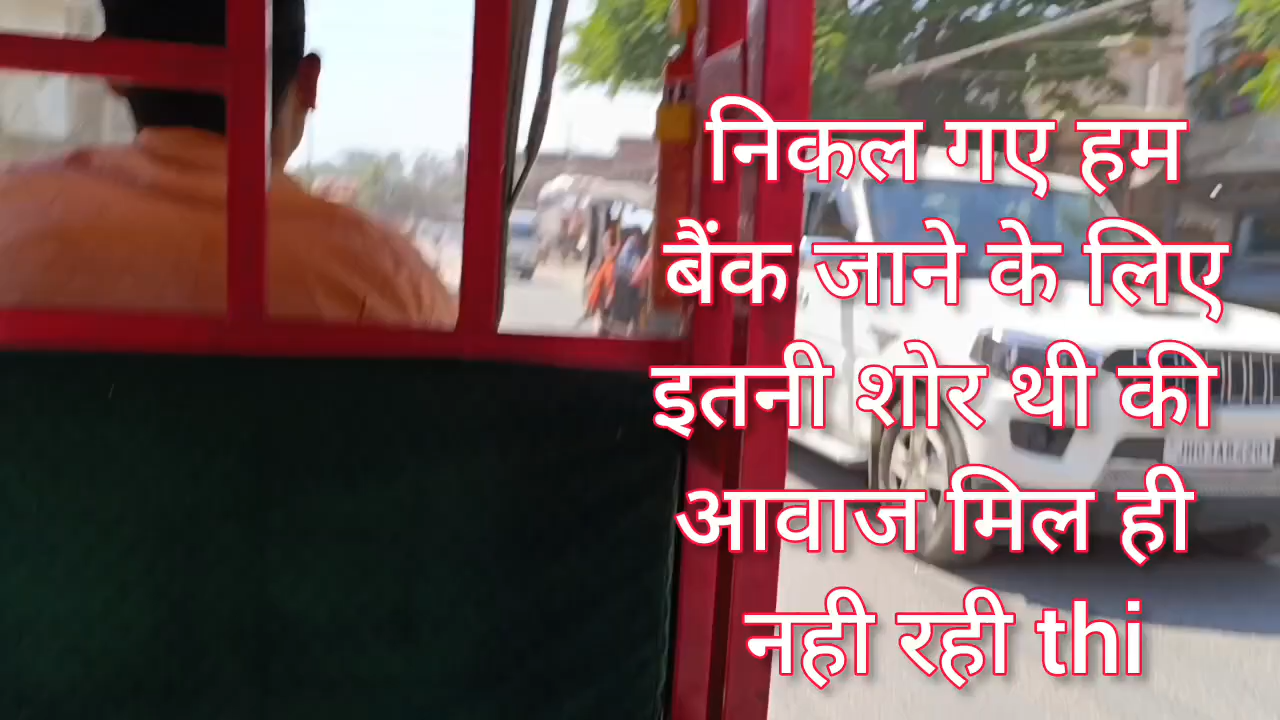 निकल गए हम
बैंक जाने के लिए
इतनी शोर थी की
आवाज मिल ही
नही रही thi